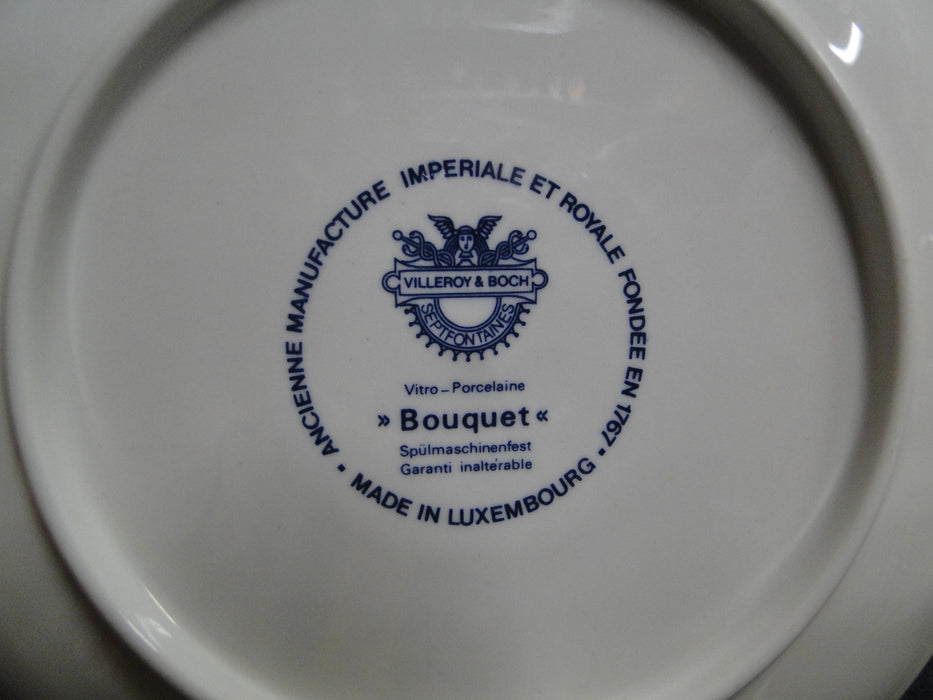 ANCIENNE MANUFACTURE IMPERIALE ET ROYALE FONDÉE EN 1767 ·
MADE IN LUXEMBOURG ·
VILLEROY & BOCH
SEPTFONTAINES
Vitro – Porcelaine
» Bouquet «
Spülmaschinenfest
Garanti inaltérable